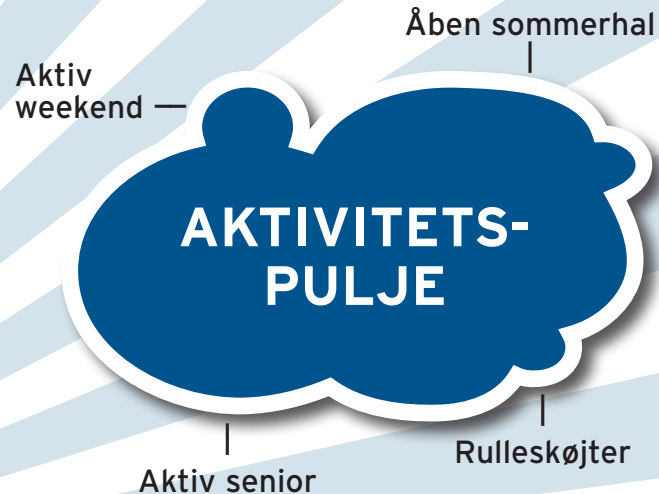 Åben sommerhal
Aktiv
weekend
AKTIVITETS-
PULJE
Rulleskøjter
Aktiv senior